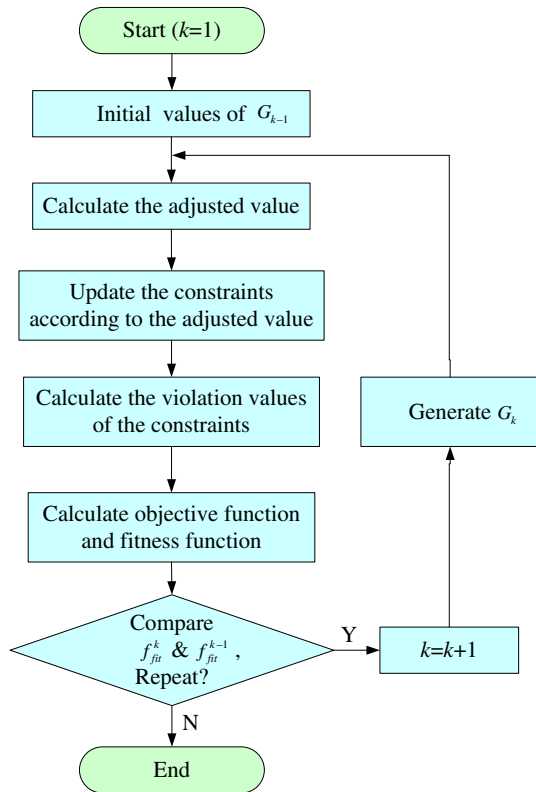 Start (k=1)
Initial values of G_{k-1}
Calculate the adjusted value
Update the constraints
according to the adjusted value
Calculate the violation values
of the constraints
Generate G_k
Calculate objective function
and fitness function
Compare
f_{fit}^{k} & f_{fit}^{k-1} ,
Repeat?
Y
k=k+1
N
End